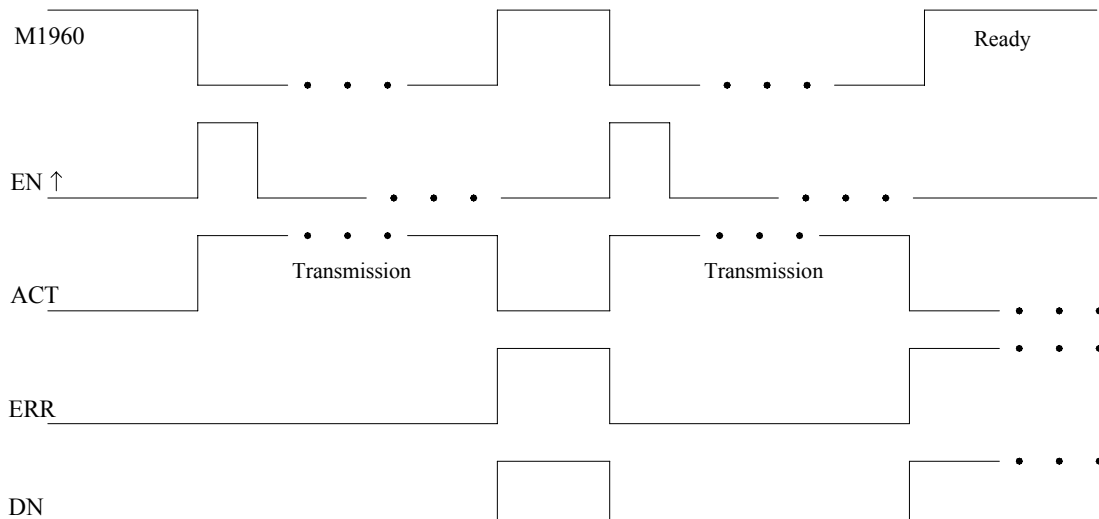 M1960
Ready
EN ↑
Transmission
Transmission
ACT
ERR
DN